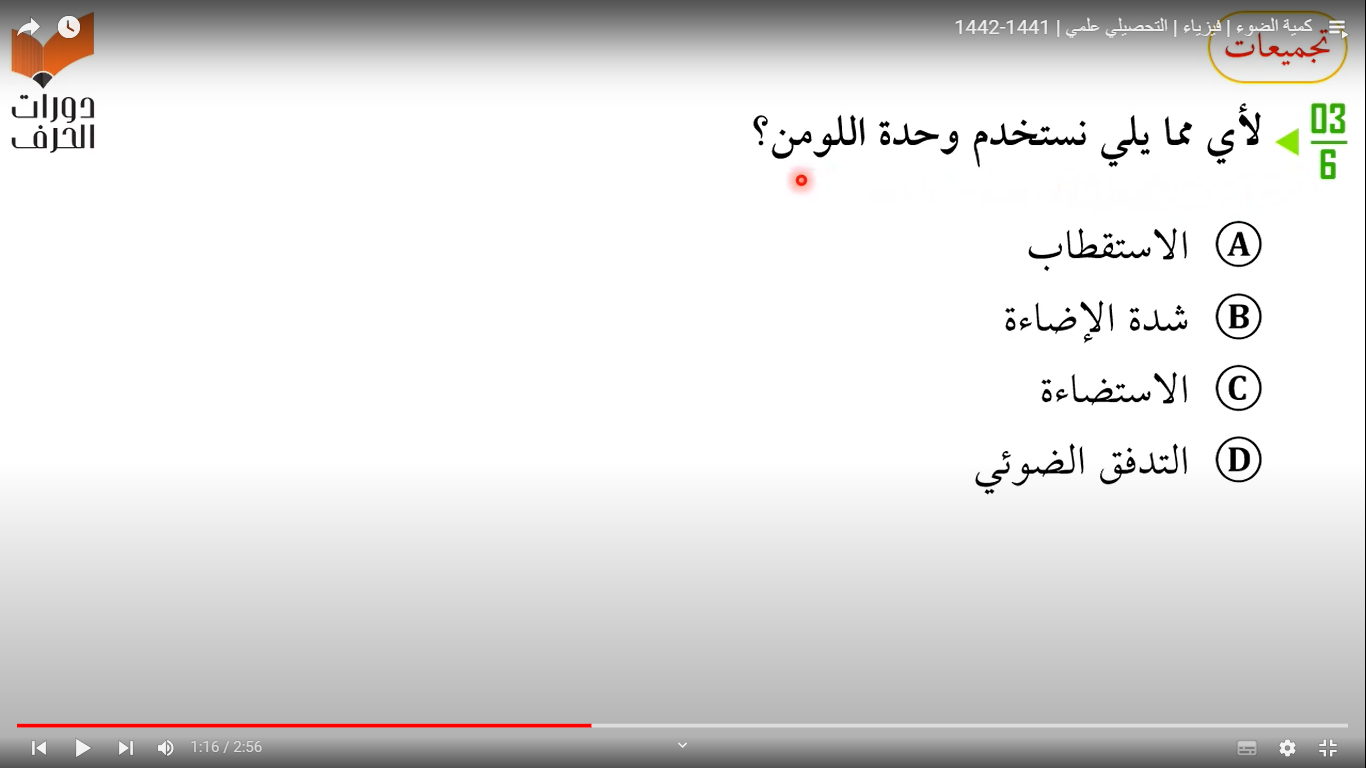 كمية الضوء | فيزياء | التحصيلي علمي | 1441-1442
تجميعات
دورات
الحرف
03
6
لأي مما يلي نستخدم وحدة اللومن؟
A الاستقطاب
B شدة الإضاءة
C الاستضاءة
D التدفق الضوئي
1:16 / 2:56